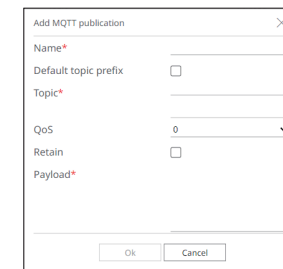 Add MQTT publication
Name*
Default topic prefix
Topic*
QoS 0
Retain
Payload*
Ok Cancel